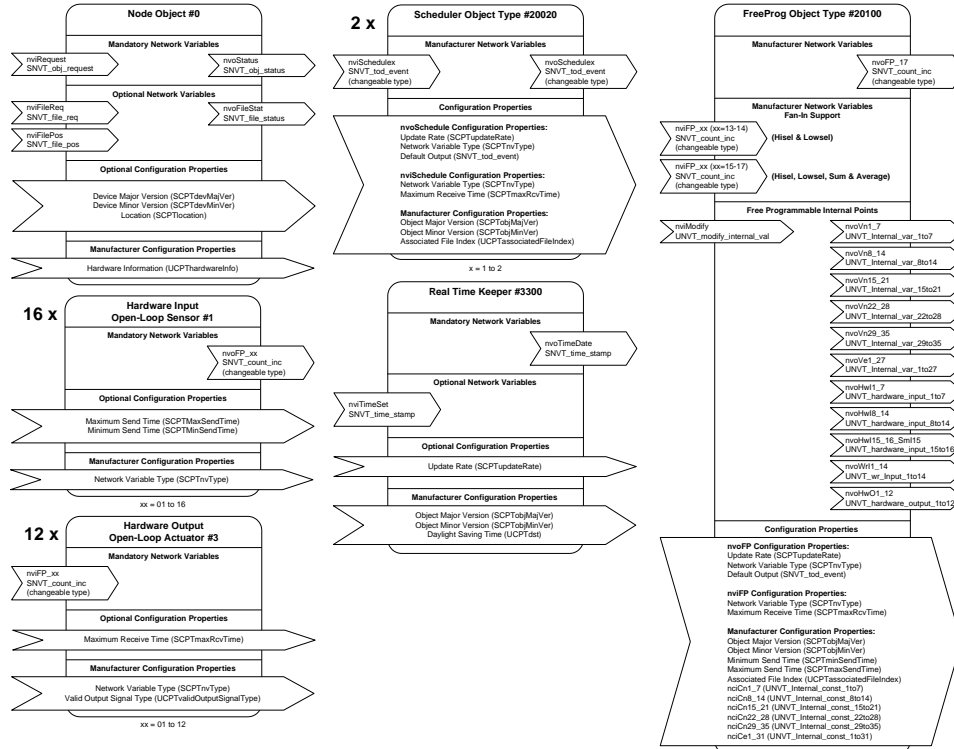 Node Object #0
Mandatory Network Variables
nviRequest
SNVT_obj_request
nvoStatus
SNVT_obj_status
Optional Network Variables
nviFileReq
SNVT_file_req
nvoFileStat
SNVT_file_status
nviFilePos
SNVT_file_pos
Optional Configuration Properties
Device Major Version (SCPTdevMajVer)
Device Minor Version (SCPTdevMinVer)
Location (SCPTlocation)
Manufacturer Configuration Properties
Hardware Information (UCPThardwareInfo)
16 x
Hardware Input
Open-Loop Sensor #1
Mandatory Network Variables
nvoFP_xx
SNVT_count_inc
(changeable type)
Optional Configuration Properties
Maximum Send Time (SCPTMaxSendTime)
Minimum Send Time (SCPTMinSendTime)
Manufacturer Configuration Properties
Network Variable Type (SCPTnvType)
xx = 01 to 16
12 x
Hardware Output
Open-Loop Actuator #3
Mandatory Network Variables
nviFP_xx
SNVT_count_inc
(changeable type)
Optional Configuration Properties
Maximum Receive Time (SCPTmaxRcvTime)
Manufacturer Configuration Properties
Network Variable Type (SCPTnvType)
Valid Output Signal Type (UCPTvalidOutputSignalType)
xx = 01 to 12
2 x
Scheduler Object Type #20020
Manufacturer Network Variables
nviSchedulex
SNVT_tod_event
(changeable type)
nvoSchedulex
SNVT_tod_event
(changeable type)
Configuration Properties
nvoSchedule Configuration Properties:
Update Rate (SCPTupdateRate)
Network Variable Type (SCPTnvType)
Default Output (SNVT_tod_event)
nviSchedule Configuration Properties:
Network Variable Type (SCPTnvType)
Maximum Receive Time (SCPTmaxRcvTime)
Manufacturer Configuration Properties:
Object Major Version (SCPTobjMajVer)
Object Minor Version (SCPTobjMinVer)
Associated File Index (UCPTassociatedFileIndex)
x = 1 to 2
Real Time Keeper #3300
Mandatory Network Variables
nvoTimeDate
SNVT_time_stamp
Optional Network Variables
nviTimeSet
SNVT_time_stamp
Optional Configuration Properties
Update Rate (SCPTupdateRate)
Manufacturer Configuration Properties
Object Major Version (SCPTobjMajVer)
Object Minor Version (SCPTobjMinVer)
Daylight Saving Time (UCPTdst)
FreeProg Object Type #20100
Manufacturer Network Variables
nvoFP_17
SNVT_count_inc
(changeable type)
Manufacturer Network Variables
Fan-In Support
nviFP_xx (xx=13-14)
SNVT_count_inc
(changeable type)
(Hisel & Lowsel)
nviFP_xx (xx=15-17)
SNVT_count_inc
(changeable type)
(Hisel, Lowsel, Sum & Average)
Free Programmable Internal Points
nviModify
UNVT_modify_internal_val
nvoVn1_7
UNVT_Internal_var_1to7
nvoVn8_14
UNVT_Internal_var_8to14
nvoVn15_21
UNVT_Internal_var_15to21
nvoVn22_28
UNVT_Internal_var_22to28
nvoVn29_35
UNVT_Internal_var_29to35
nvoVe1_27
UNVT_Internal_var_1to27
nvoHwI1_7
UNVT_hardware_input_1to7
nvoHwI8_14
UNVT_hardware_input_8to14
nvoHwI15_16_SmI15
UNVT_hardware_input_15to16
nvoWrI1_14
UNVT_wr_Input_1to14
nvoHwO1_12
UNVT_hardware_output_1to12
Configuration Properties
nvoFP Configuration Properties:
Update Rate (SCPTupdateRate)
Network Variable Type (SCPTnvType)
Default Output (SNVT_tod_event)
nviFP Configuration Properties:
Network Variable Type (SCPTnvType)
Maximum Receive Time (SCPTmaxRcvTime)
Manufacturer Configuration Properties:
Object Major Version (SCPTobjMajVer)
Object Minor Version (SCPTobjMinVer)
Minimum Send Time (SCPTminSendTime)
Maximum Send Time (SCPTmaxSendTime)
Associated File Index (UCPTassociatedFileIndex)
nciCn1_7 (UNVT_Internal_const_1to7)
nciCn8_14 (UNVT_Internal_const_8to14)
nciCn15_21 (UNVT_Internal_const_15to21)
nciCn22_28 (UNVT_Internal_const_22to28)
nciCn29_35 (UNVT_Internal_const_29to35)
nciCe1_31 (UNVT_Internal_const_1to31)